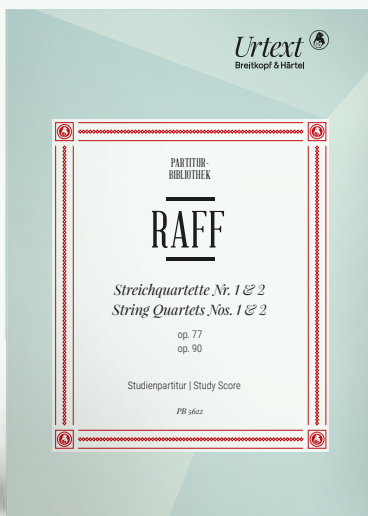 Urtext
Breitkopf & Härtel
PARTITUR-
BIBLIOTHEK
RAFF
Streichquartette Nr. 1 & 2
String Quartets Nos. 1 & 2
op. 77
op. 90
Studienpartitur | Study Score
PB 5622